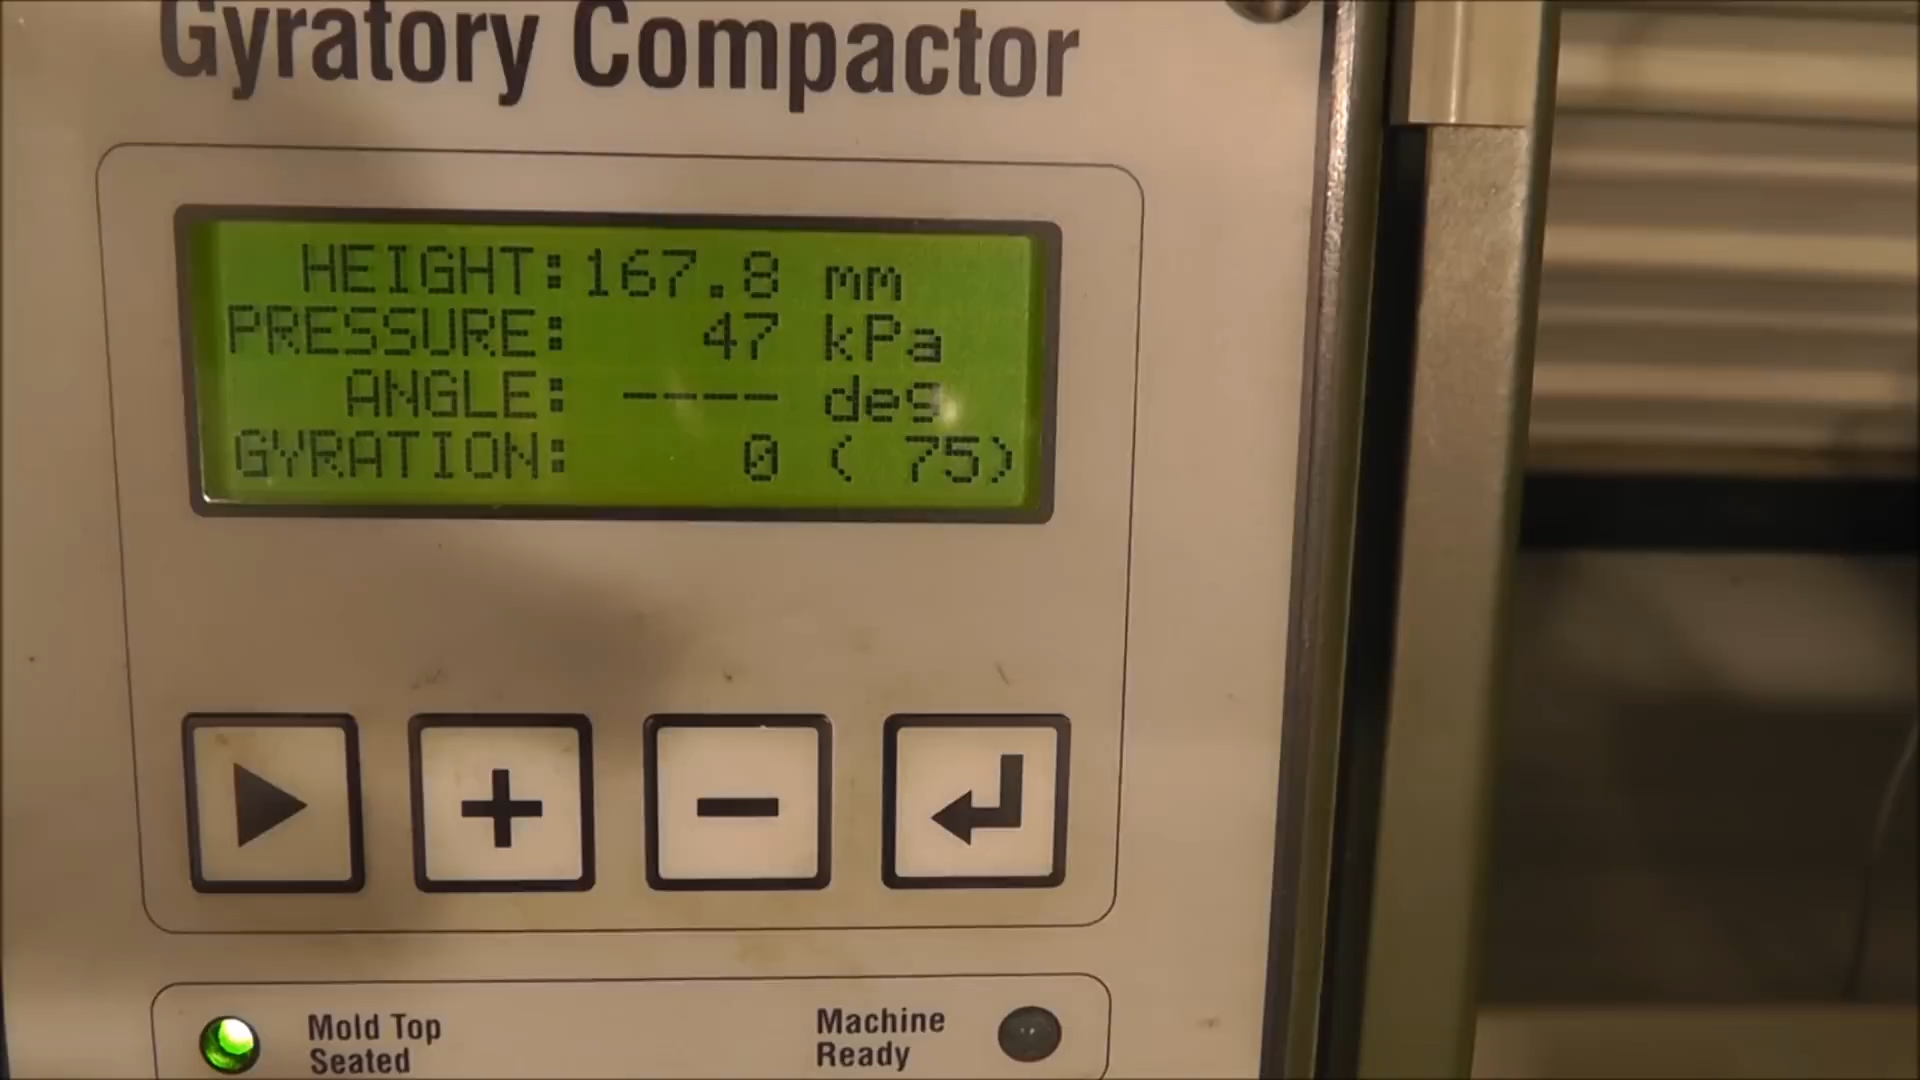 Gyratory Compactor
HEIGHT:167.8 mm
PRESSURE: 47 kPa
ANGLE: ---- deg
GYRATION: 0 ( 75)
Mold Top
Seated
Machine
Ready